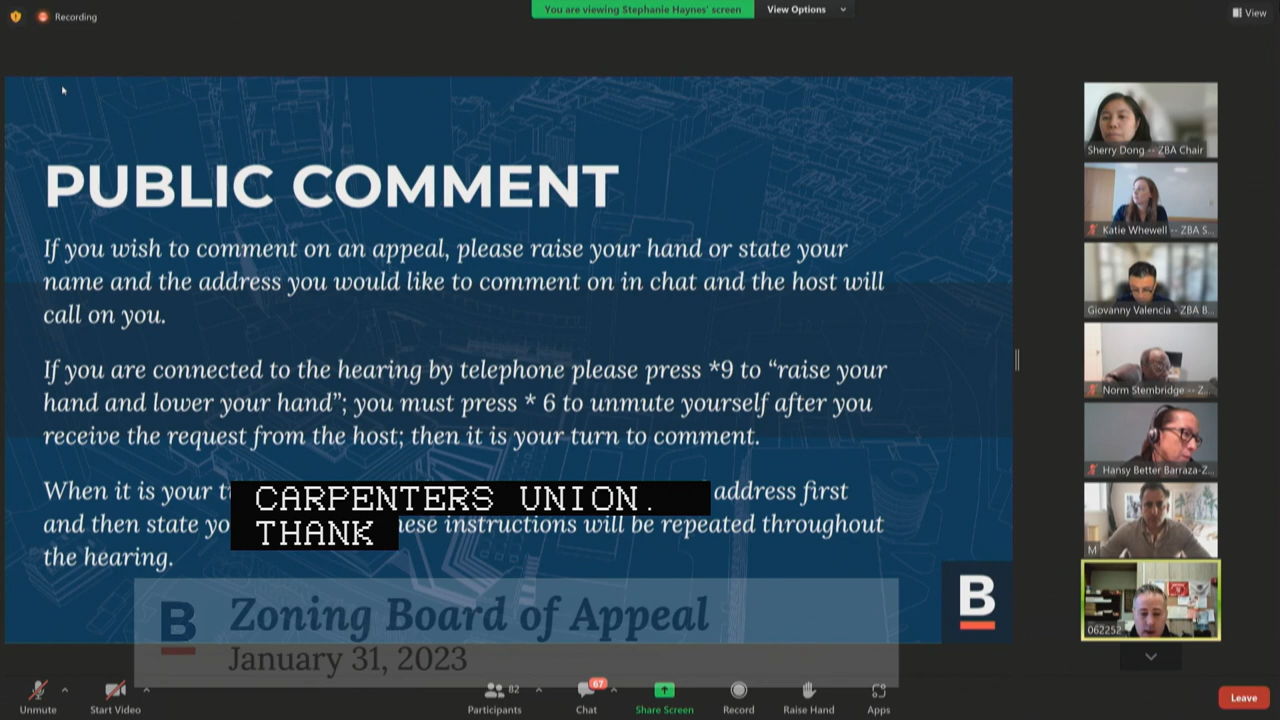 Recording
You are viewing Stephanie Haynes' screen
View Options
View
PUBLIC COMMENT
If you wish to comment on an appeal, please raise your hand or state your
name and the address you would like to comment on in chat and the host will
call on you.
If you are connected to the hearing by telephone please press *9 to “raise your
hand and lower your hand”; you must press * 6 to unmute yourself after you
receive the request from the host; then it is your turn to comment.
When it is your address first
and then state instructions will be repeated throughout
the hearing.
CARPENTERS UNION.
THANK
B
Zoning Board of Appeal
January 31, 2023
B
Sherry Dong -- ZBA Chair
Katie Whewell -- ZBA S...
Giovanny Valencia - ZBA B...
Norm Stembridge -- Z...
Hansy Better Barraza-Z...
M
062252
Unmute
Start Video
82
Participants
67
Chat
Share Screen
Record
Raise Hand
Apps
Leave